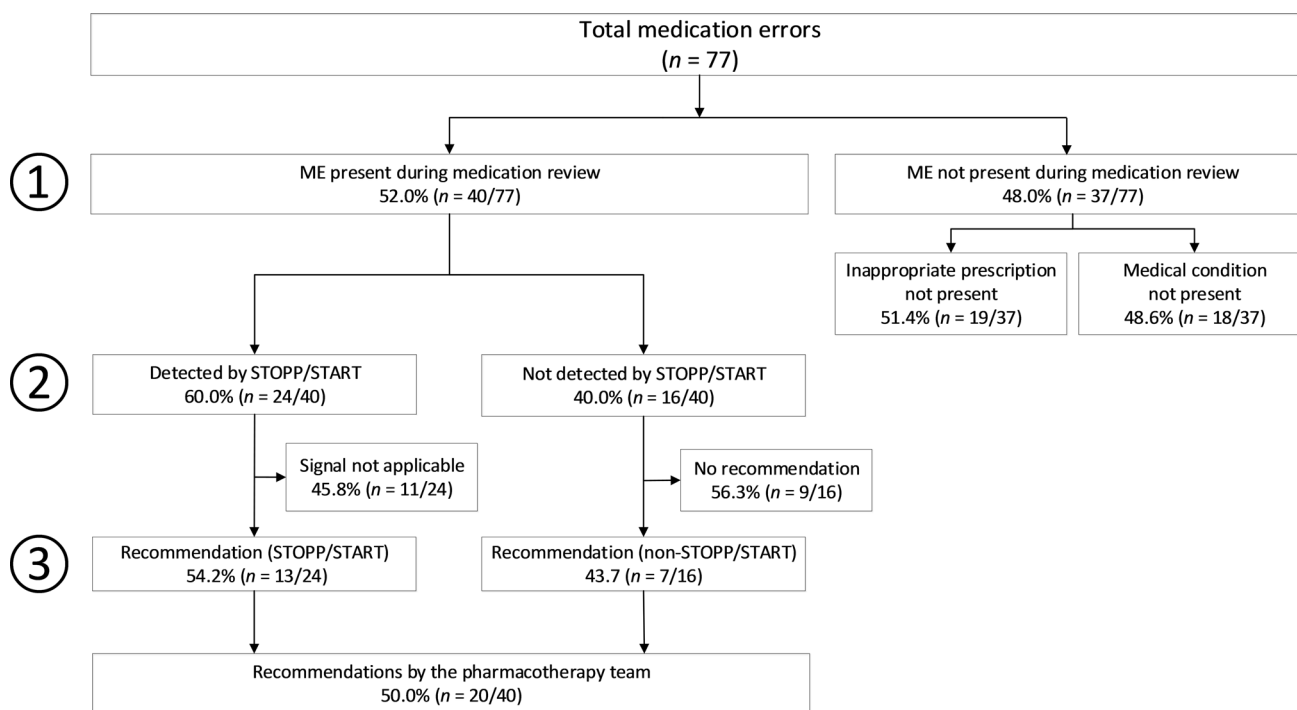 Total medication errors
(n = 77)
1
ME present during medication review
52.0% (n = 40/77)
ME not present during medication review
48.0% (n = 37/77)
Inappropriate prescription
not present
51.4% (n = 19/37)
Medical condition
not present
48.6% (n = 18/37)
2
Detected by STOPP/START
60.0% (n = 24/40)
Not detected by STOPP/START
40.0% (n = 16/40)
Signal not applicable
45.8% (n = 11/24)
No recommendation
56.3% (n = 9/16)
3
Recommendation (STOPP/START)
54.2% (n = 13/24)
Recommendation (non-STOPP/START)
43.7 (n = 7/16)
Recommendations by the pharmacotherapy team
50.0% (n = 20/40)